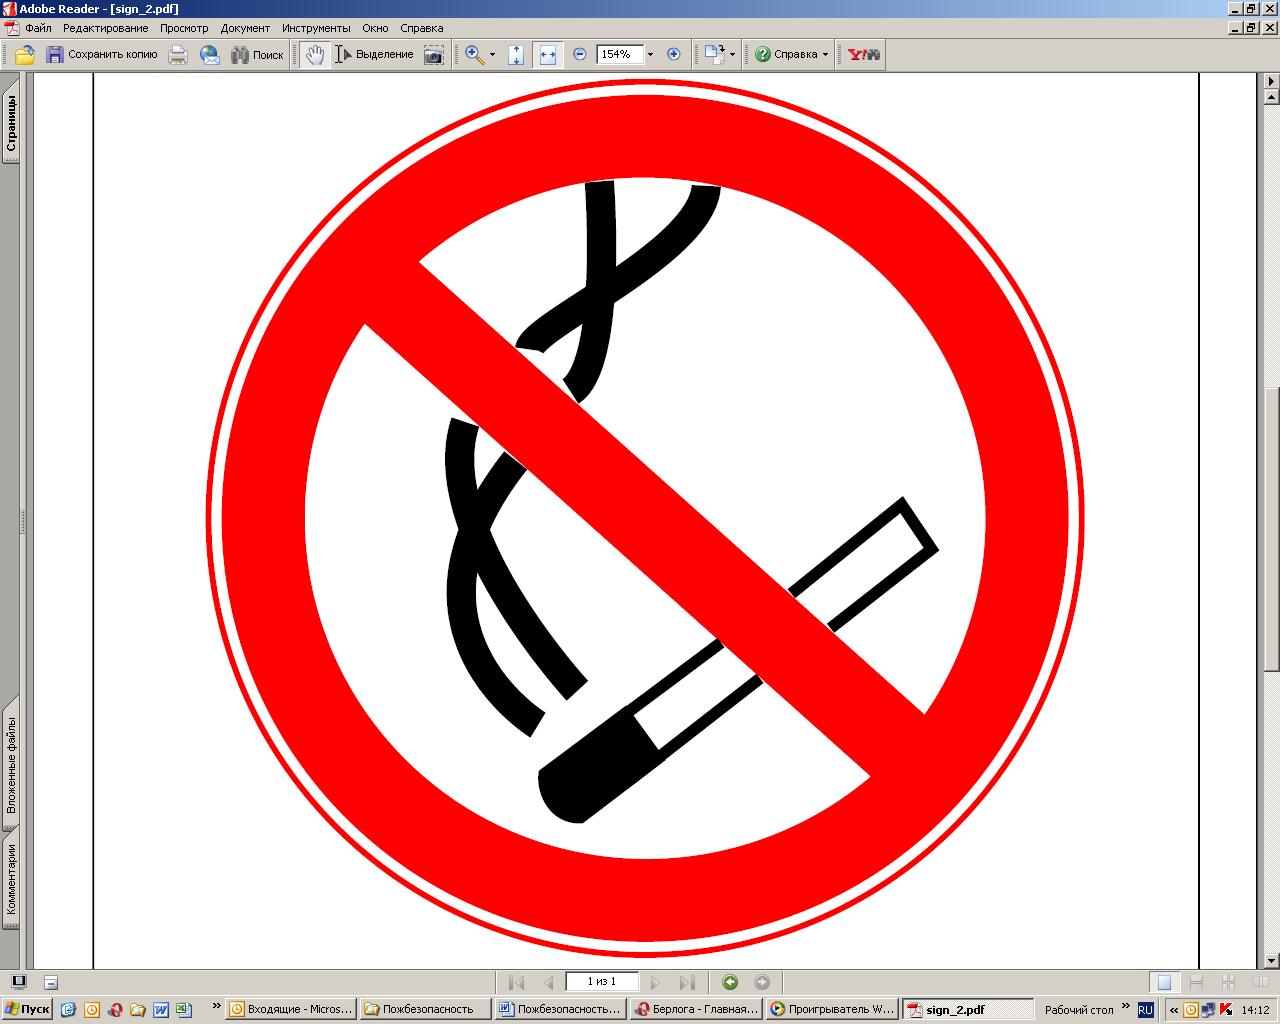 Adobe Reader - [sign_2.pdf]
Файл Редактирование Просмотр Документ Инструменты Окно Справка
Сохранить копию Поиск Выделение 154% Справка Y!
Страницы
Вложенные файлы
Комментарии
1 из 1
Пуск » Входящие - Micros... Пожбезопасность Пожбезопасность... Берлога - Главная... Проигрыватель W... sign_2.pdf Рабочий стол » RU « 14:12